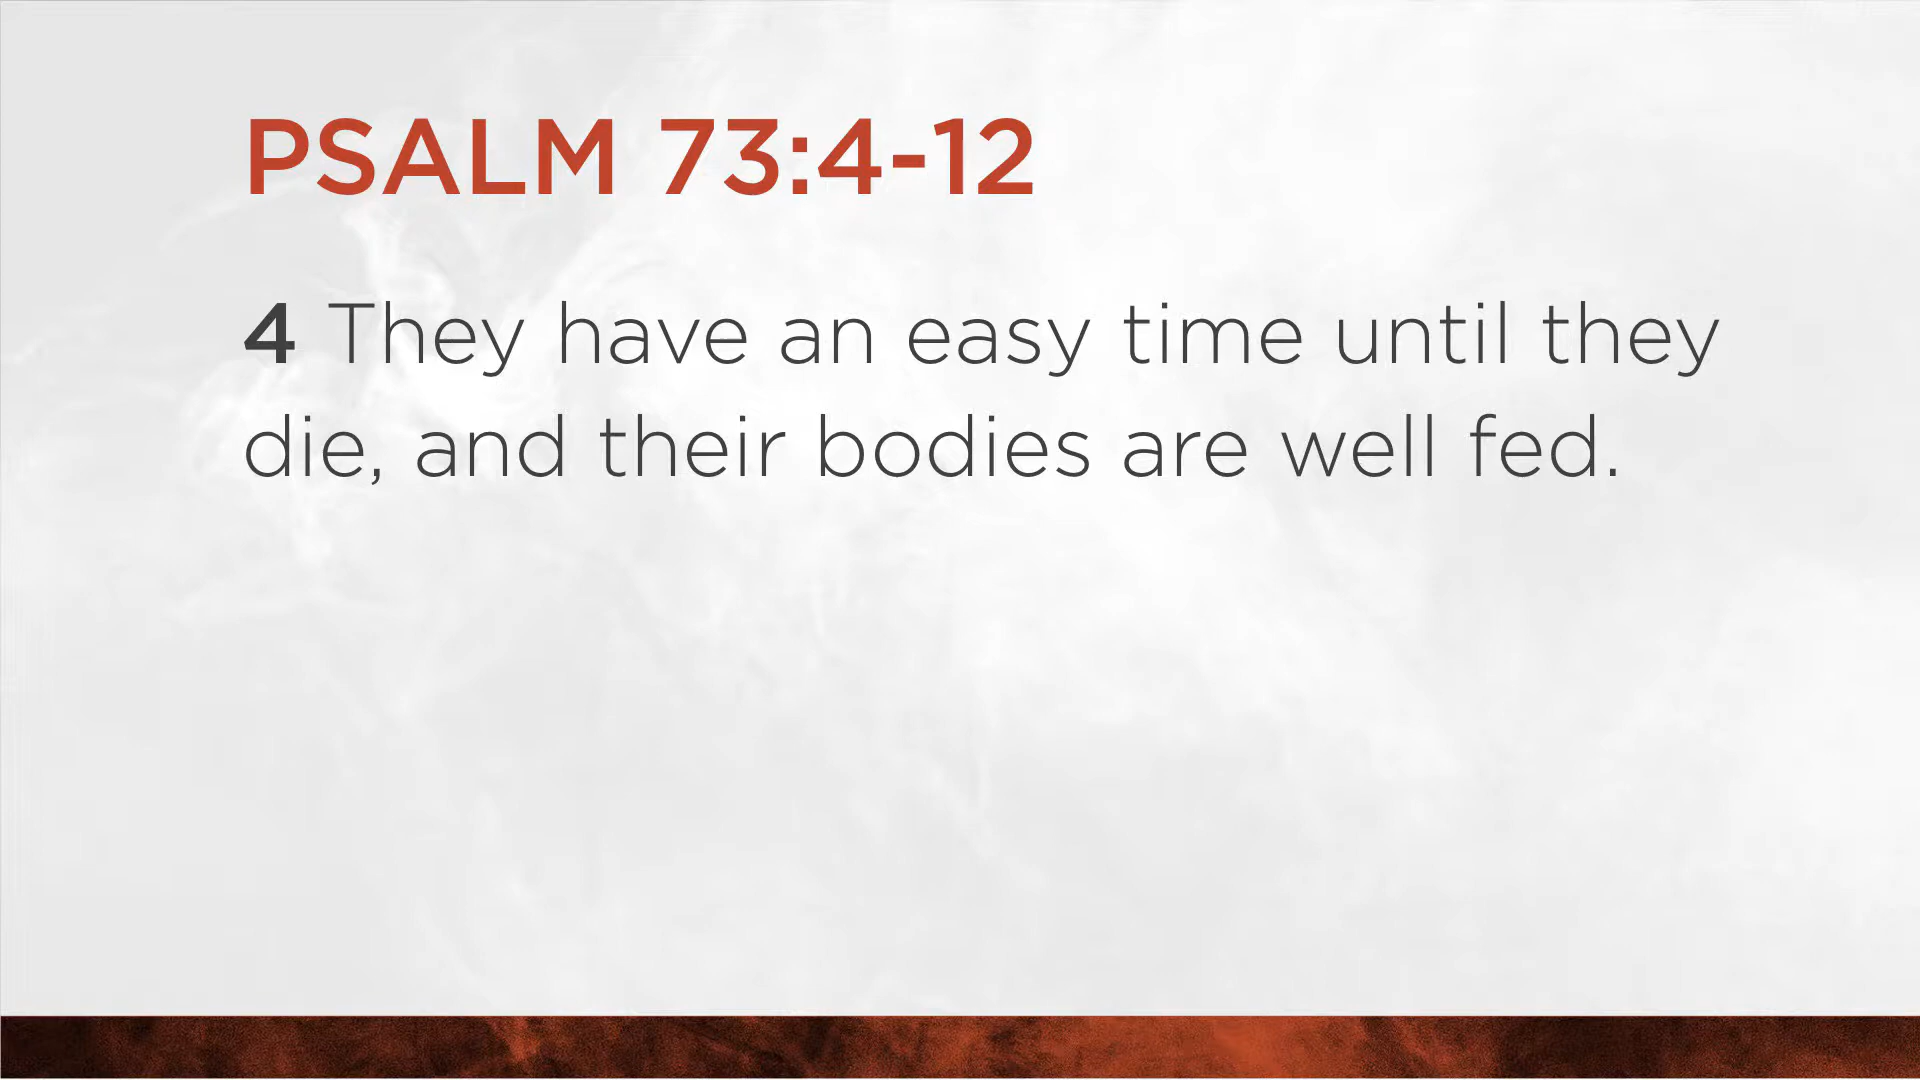 PSALM 73:4-12
4 They have an easy time until they
die, and their bodies are well fed.